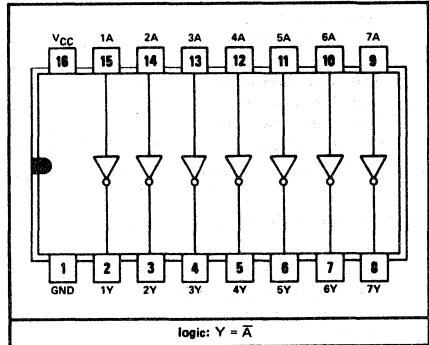 VCC 1A 2A 3A 4A 5A 6A 7A
16 15 14 13 12 11 10 9
1 2 3 4 5 6 7 8
GND 1Y 2Y 3Y 4Y 5Y 6Y 7Y
logic: Y = A̅